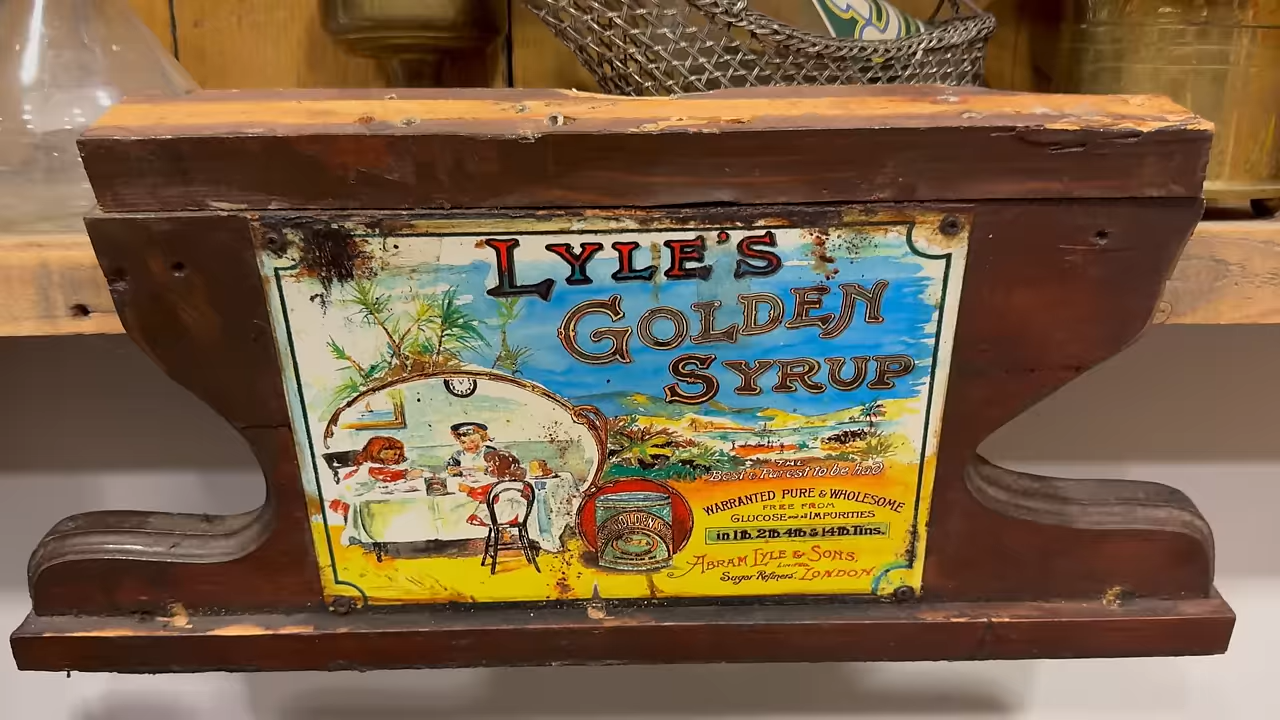 LYLE'S
GOLDEN
SYRUP
THE
Best & Purest to be had
WARRANTED PURE & WHOLESOME
FREE FROM
GLUCOSE and all IMPURITIES
in 1lb. 2lb. 4lb & 14lb. Tins.
ABRAM LYLE & SONS,
LIMITED
Sugar Refiners. LONDON
GOLDEN